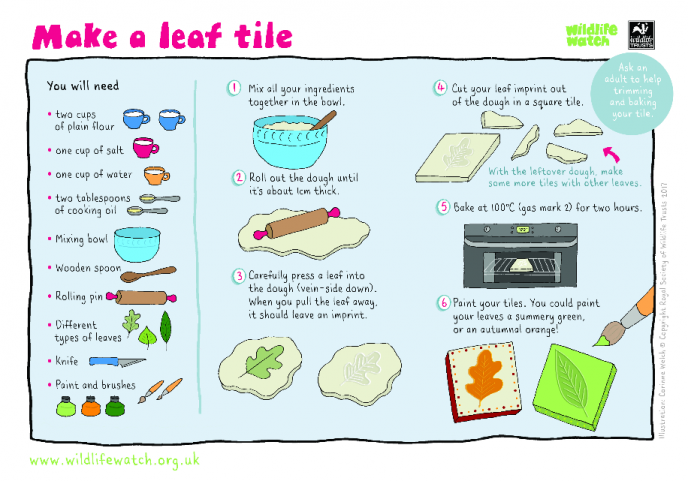 Make a leaf tile
wildlife
watch
wildlife
TRUSTS
Ask an
adult to help
trimming
and baking
your tile.
You will need
• two cups
of plain flour
• one cup of salt
• one cup of water
• two tablespoons
of cooking oil
• Mixing bowl
• Wooden spoon
• Rolling pin
• Different
types of leaves
• Knife
• Paint and brushes
1 Mix all your ingredients
together in the bowl.
2 Roll out the dough until
it's about 1cm thick.
3 Carefully press a leaf into
the dough (vein-side down).
When you pull the leaf away,
it should leave an imprint.
4 Cut your leaf imprint out
of the dough in a square tile.
With the leftover dough, make
some more tiles with other leaves.
5 Bake at 100°C (gas mark 2) for two hours.
6 Paint your tiles. You could paint
your leaves a summery green,
or an autumnal orange!
Illustration: Corinne Welch © Copyright Royal Society of Wildlife Trusts 2017
www.wildlifewatch.org.uk